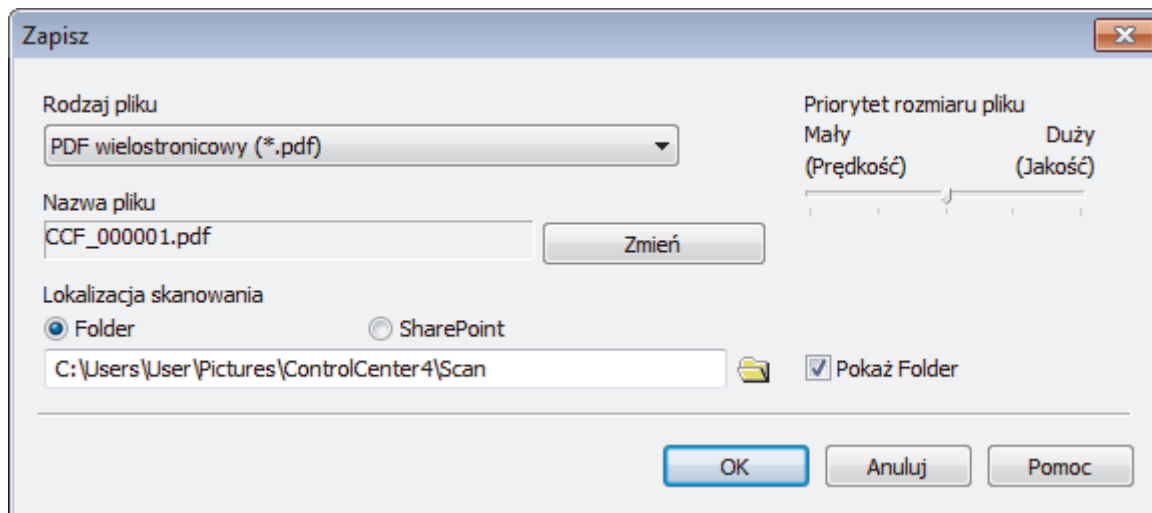 Zapisz
Rodzaj pliku
PDF wielostronicowy (*.pdf)
Priorytet rozmiaru pliku
Mały Duży
(Prędkość) (Jakość)
Nazwa pliku
CCF_000001.pdf
Zmień
Lokalizacja skanowania
Folder SharePoint
C:\Users\User\Pictures\ControlCenter4\Scan
Pokaż Folder
OK Anuluj Pomoc